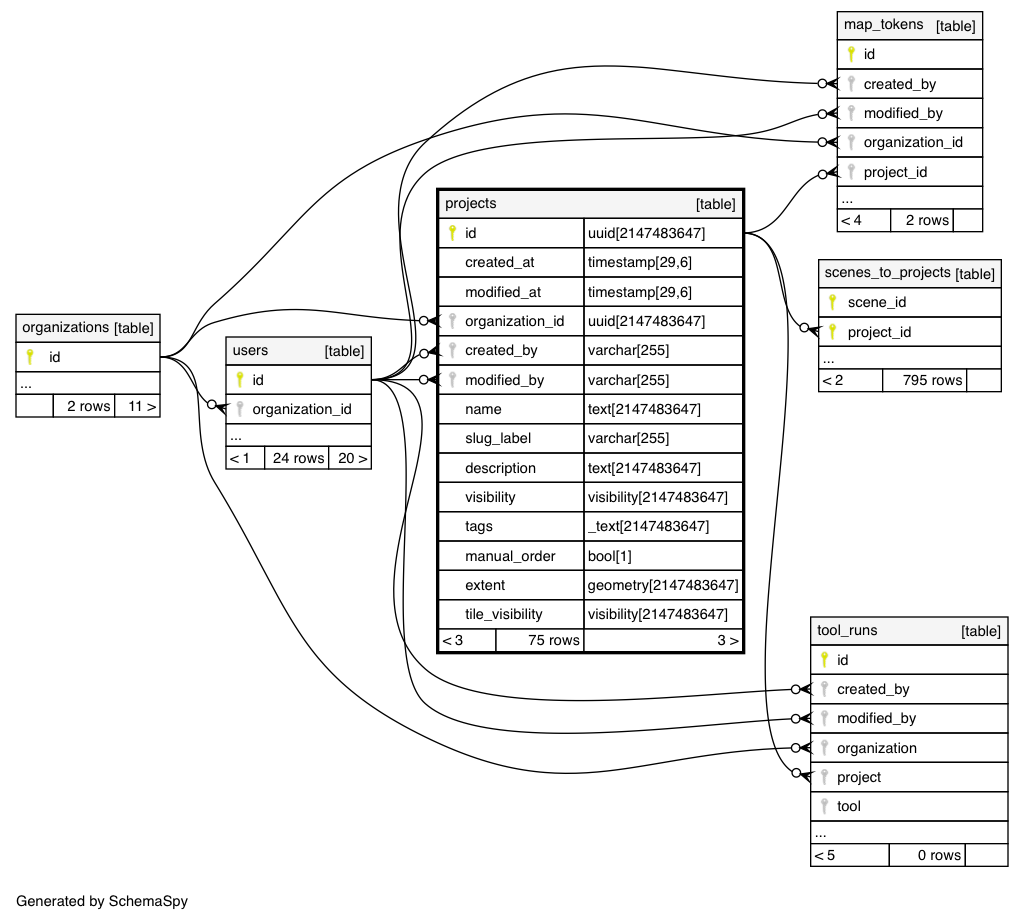 map_tokens [table]
id
created_by
modified_by
organization_id
project_id
...
< 4 2 rows
projects [table]
id uuid[2147483647]
created_at timestamp[29,6]
modified_at timestamp[29,6]
organization_id uuid[2147483647]
created_by varchar[255]
modified_by varchar[255]
name text[2147483647]
slug_label varchar[255]
description text[2147483647]
visibility visibility[2147483647]
tags _text[2147483647]
manual_order bool[1]
extent geometry[2147483647]
tile_visibility visibility[2147483647]
< 3 75 rows 3 >
scenes_to_projects [table]
scene_id
project_id
...
< 2 795 rows
organizations [table]
id
...
2 rows 11 >
users [table]
id
organization_id
...
< 1 24 rows 20 >
tool_runs [table]
id
created_by
modified_by
organization
project
tool
...
< 5 0 rows
Generated by SchemaSpy